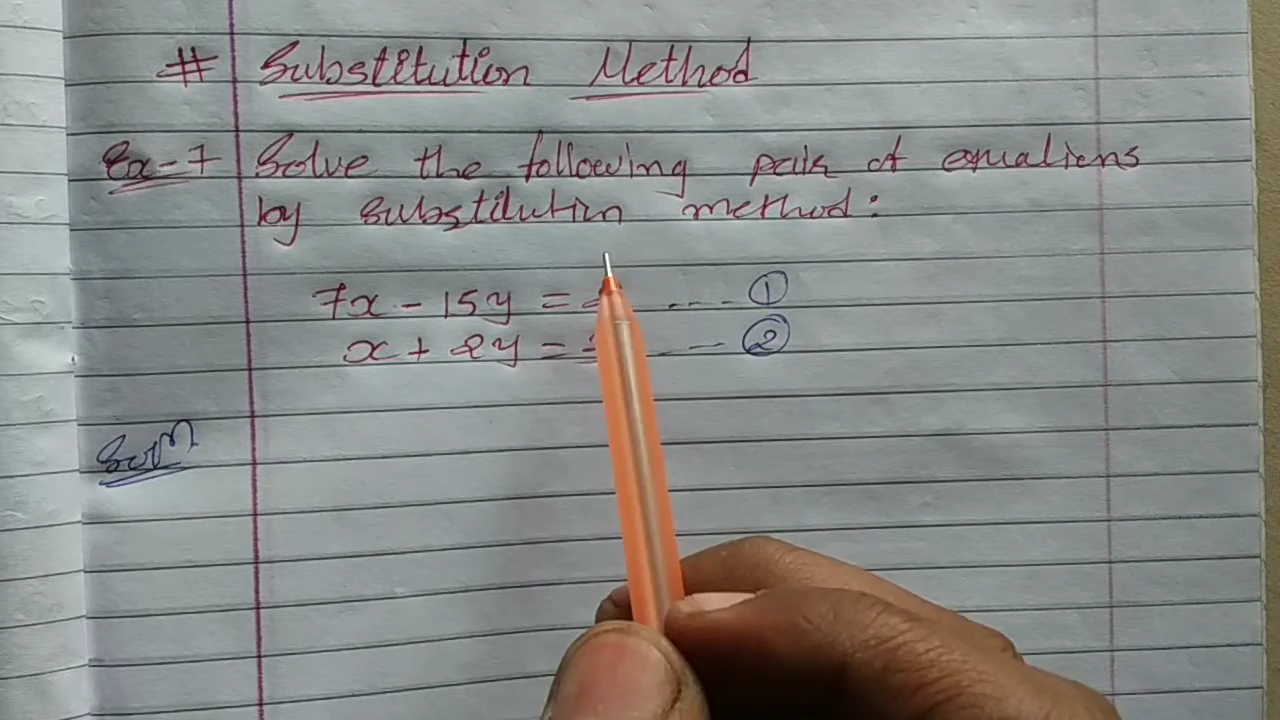 # Substitution Method
Ex-7 Solve the following pair of equations
by substitution method:
7x - 15y = .... ①
x + 2y = -- ②
Soln